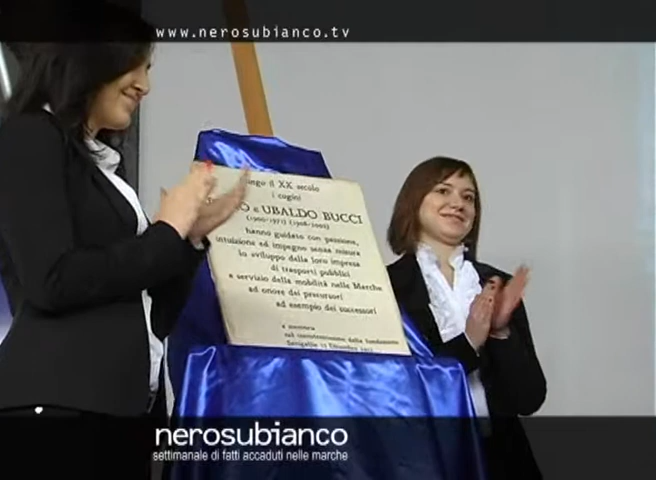 www.nerosubianco.tv
il XX secolo
i cugini
e UBALDO BUCCI
hanno guidato con passione,
intuizione ed impegno senza misura
lo sviluppo della loro impresa
di trasporti pubblici
a servizio della mobilità nelle Marche
ad onore dei precursori
ad esempio dei successori
nerosubianco
settimanale di fatti accaduti nelle marche